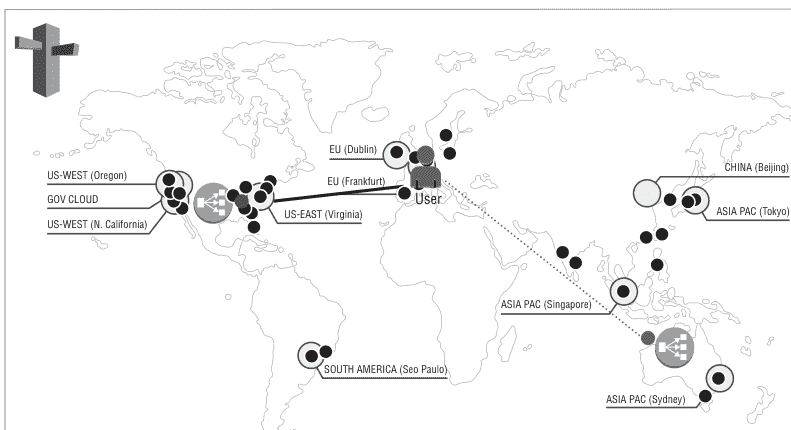 EU (Dublin)
CHINA (Beijing)
US-WEST (Oregon)
EU (Frankfurt)
GOV CLOUD
User
US-EAST (Virginia)
ASIA PAC (Tokyo)
US-WEST (N. California)
ASIA PAC (Singapore)
SOUTH AMERICA (Seo Paulo)
ASIA PAC (Sydney)